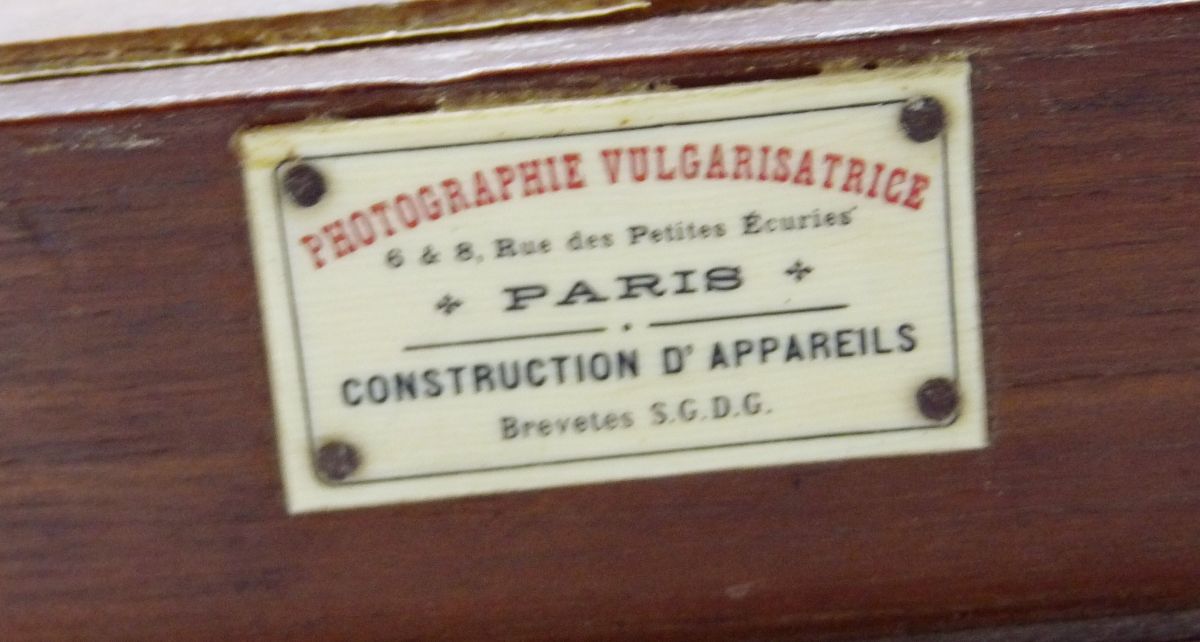 PHOTOGRAPHIE VULGARISATRICE
6 & 8, Rue des Petites Écuries
PARIS
CONSTRUCTION D' APPAREILS
Brevetes S.G.D.G.